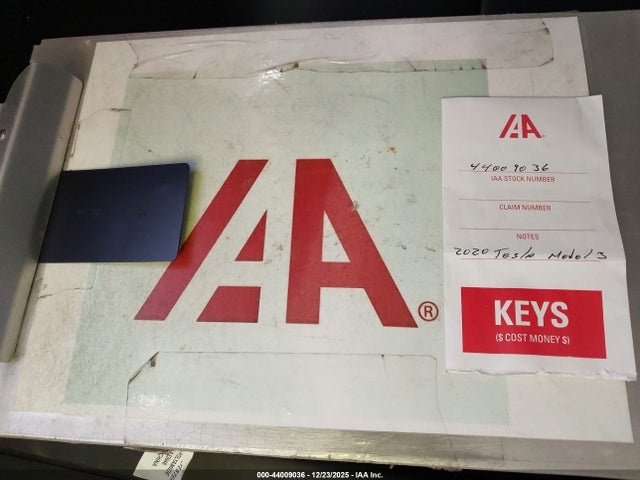 IAA®
IAA
44009036
IAA STOCK NUMBER
CLAIM NUMBER
NOTES
2020 Tesla Model 3
KEYS
($ COST MONEY $)
000-44009036 - 12/23/2025 - IAA Inc.